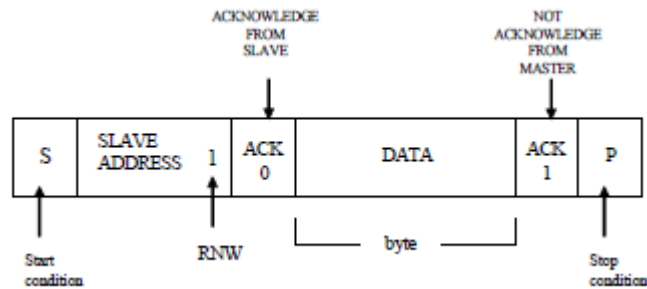 ACKNOWLEDGE
FROM
SLAVE
NOT
ACKNOWLEDGE
FROM
MASTER
S
SLAVE
ADDRESS 1
ACK
0
DATA
ACK
1
P
Start
condition
RNW
byte
Stop
condition